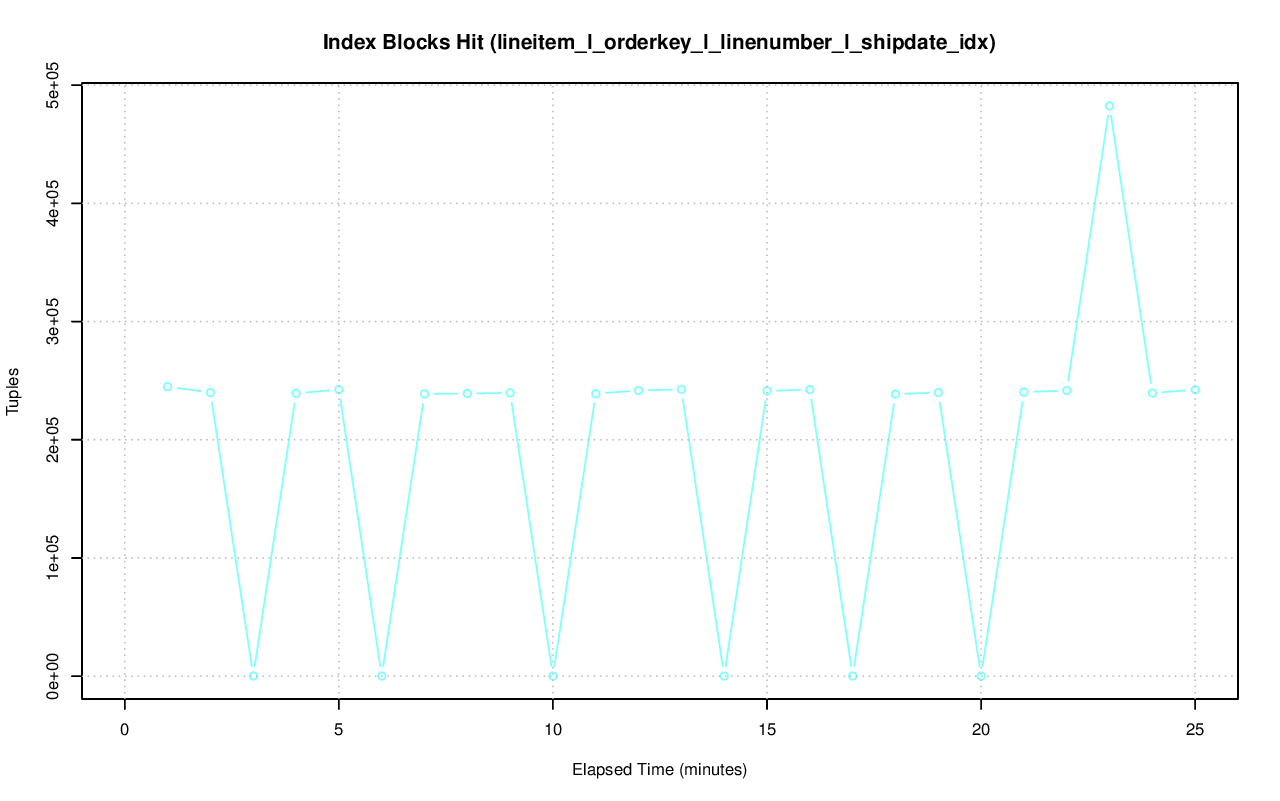 Index Blocks Hit (lineitem_l_orderkey_l_linenumber_l_shipdate_idx)
5e+05
4e+05
3e+05
2e+05
1e+05
0e+00
Tuples
0 5 10 15 20 25
Elapsed Time (minutes)